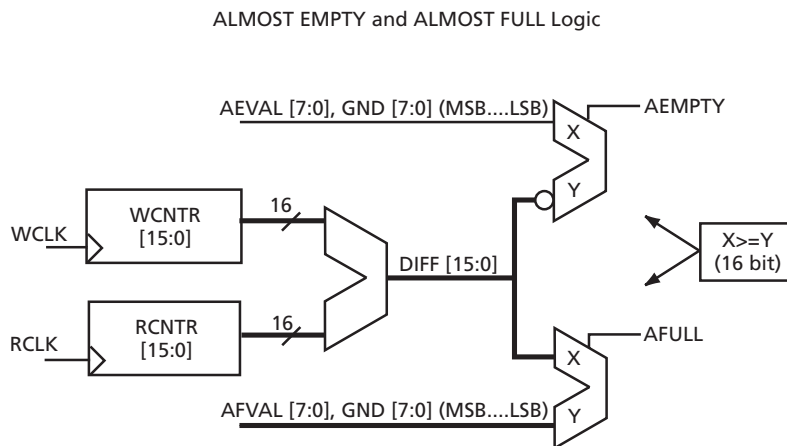 ALMOST EMPTY and ALMOST FULL Logic
AEVAL [7:0], GND [7:0] (MSB....LSB)
X
AEMPTY
Y
WCLK
WCNTR
[15:0]
16
DIFF [15:0]
X>=Y
(16 bit)
RCLK
RCNTR
[15:0]
16
AFULL
X
AFVAL [7:0], GND [7:0] (MSB....LSB)
Y